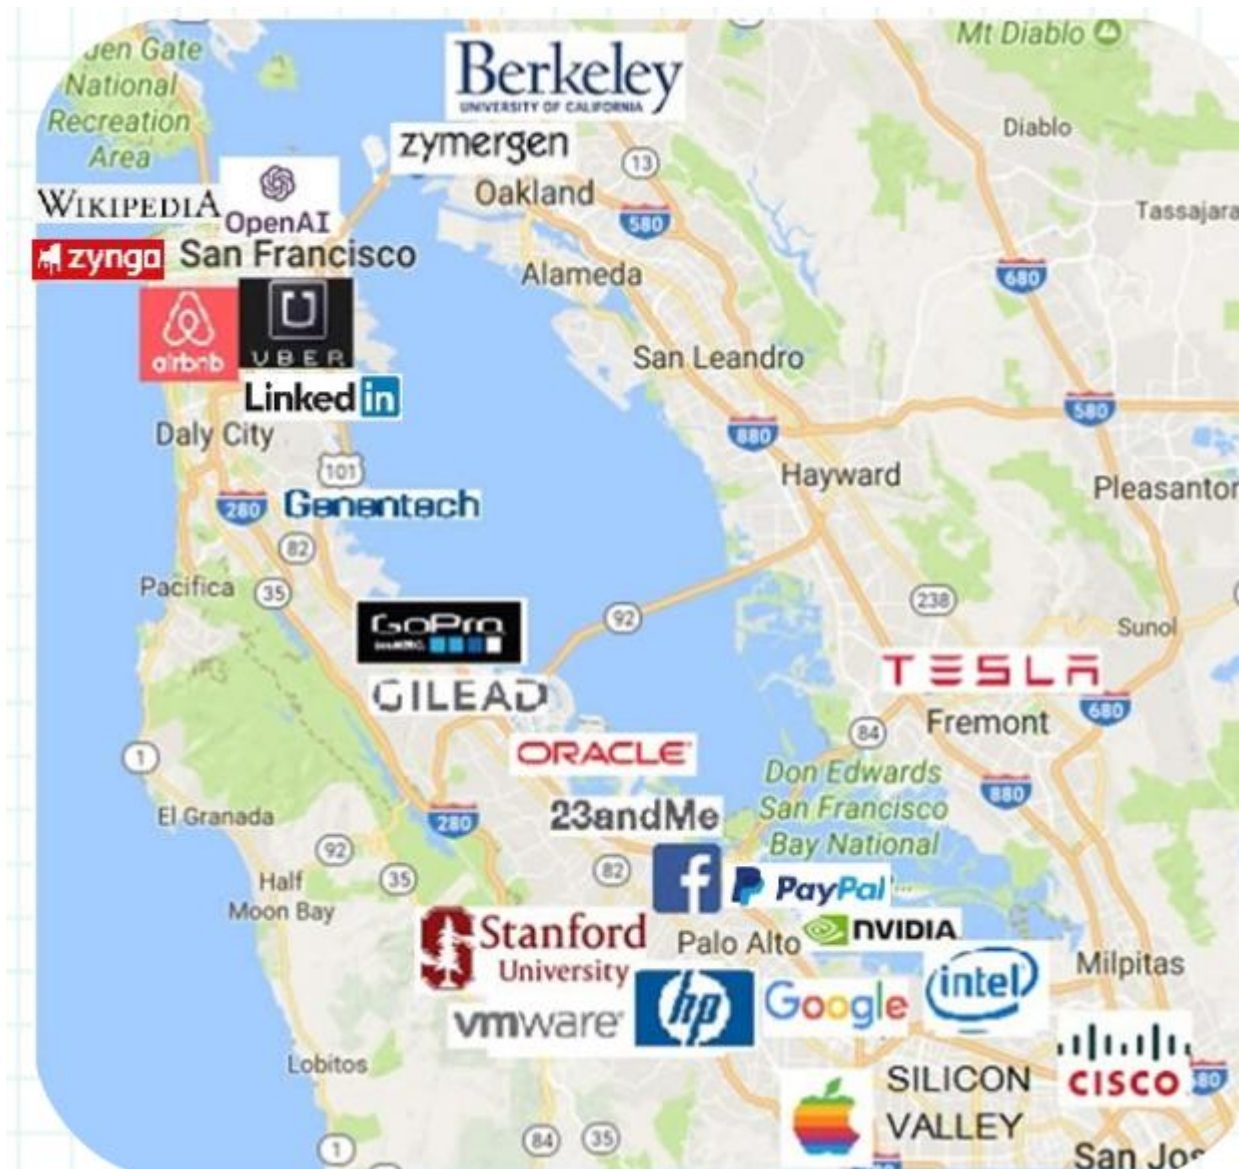 den Gate
National
Recreation
Area
Mt Diablo
Berkeley
UNIVERSITY OF CALIFORNIA
Diablo
zymergen
13
Oakland
WIKIPEDIA
OpenAI
580
Tassajara
zynga
San Francisco
Alameda
680
airbnb
UBER
San Leandro
Linked in
580
Daly City
880
101
Hayward
280
Genentech
Pleasanton
82
Pacifica
35
238
GoPro
92
Sunol
TESLA
GILEAD
680
Fremont
84
ORACLE
1
Don Edwards
San Francisco
Bay National
880
El Granada
23andMe
280
92
82
f
PayPal
35
Half
Moon Bay
Stanford
University
Palo Alto
NVIDIA
intel
Milpitas
vmware
hp
Google
Lobitos
SILICON
VALLEY
CISCO
80
1
84
35
San Jos